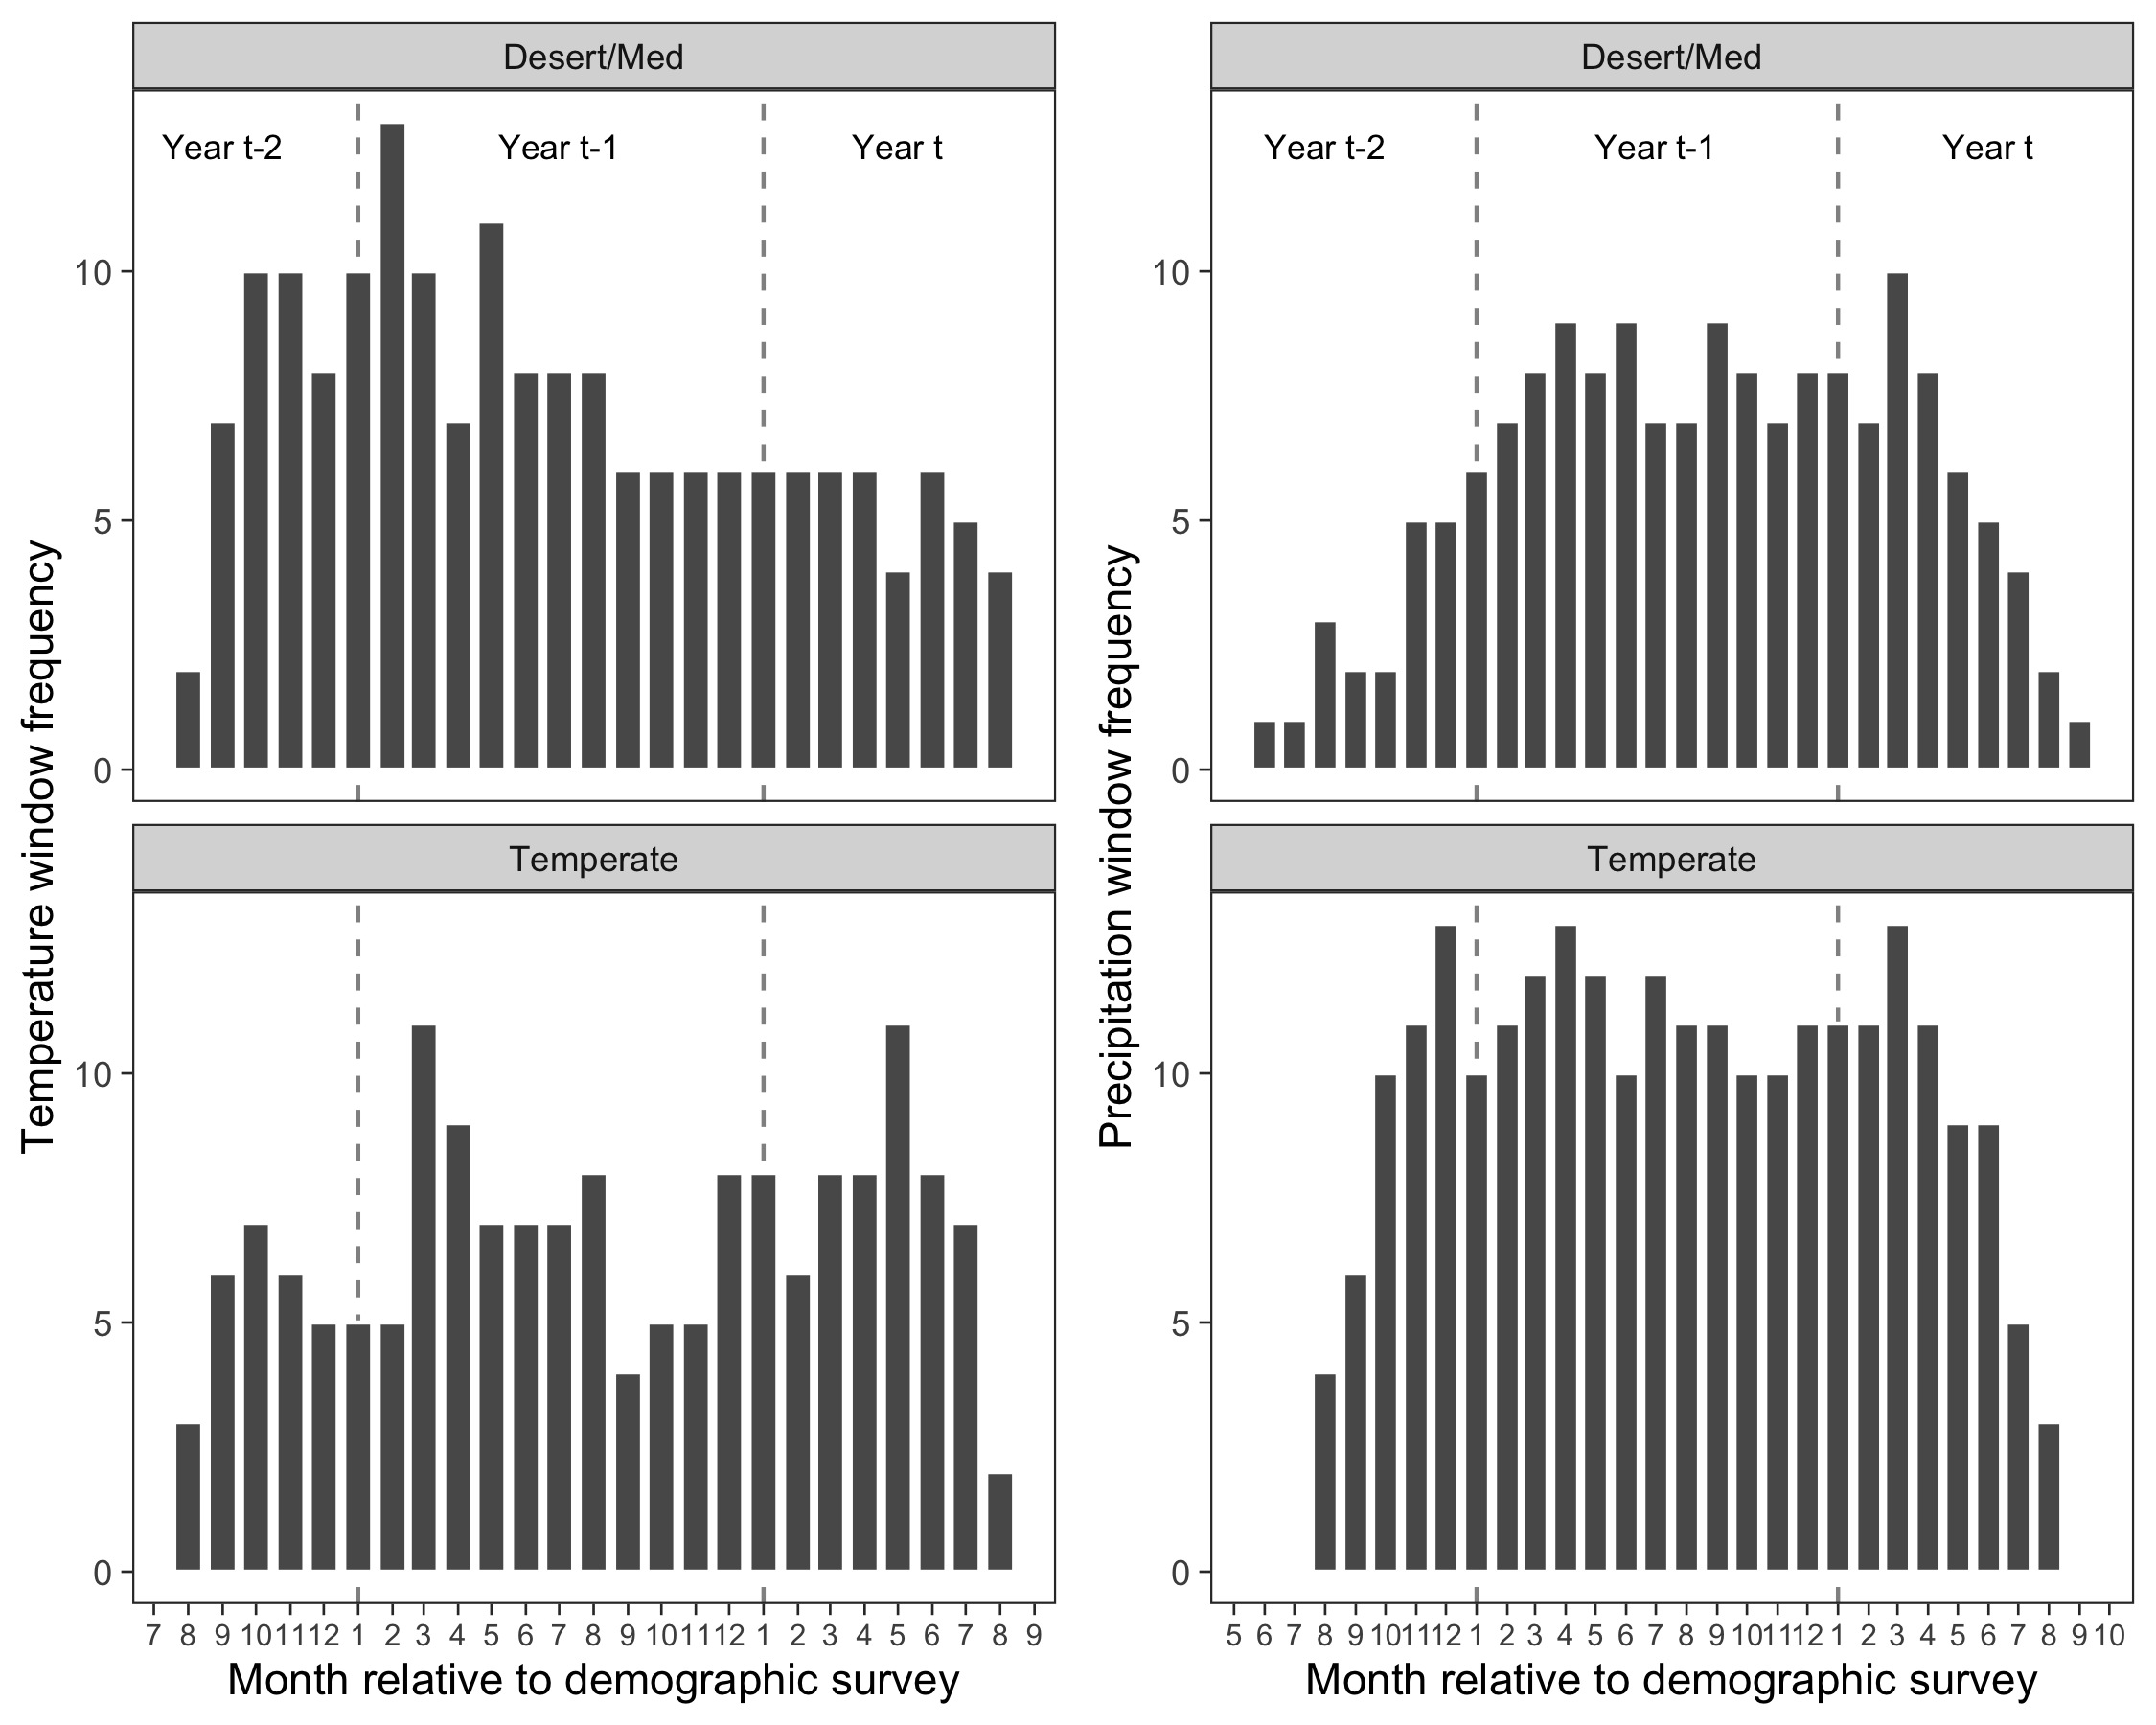 Desert/Med
Year t-2 Year t-1 Year t
10
5
0
Temperate
10
5
0
7 8 9 10 11 12 1 2 3 4 5 6 7 8 9 10 11 12 1 2 3 4 5 6 7 8 9
Month relative to demographic survey
Temperature window frequency
Desert/Med
Year t-2 Year t-1 Year t
10
5
0
Temperate
10
5
0
5 6 7 8 9 10 11 12 1 2 3 4 5 6 7 8 9 10 11 12 1 2 3 4 5 6 7 8 9 10
Month relative to demographic survey
Precipitation window frequency